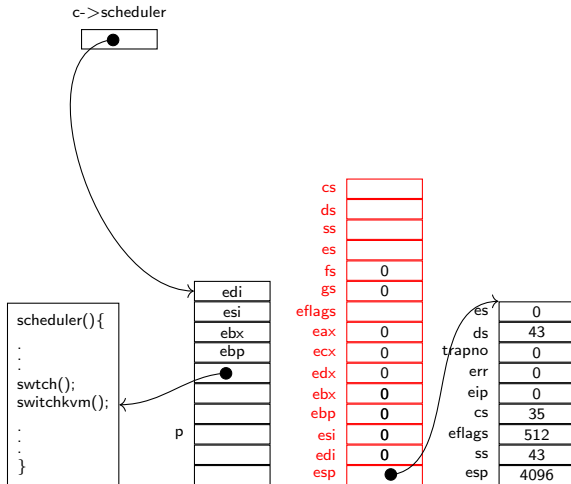 c->scheduler
scheduler(){
.
.
.
swtch();
switchkvm();
.
.
.
}
edi
esi
ebx
ebp
p
cs
ds
ss
es
fs 0
gs 0
eflags
eax 0
ecx 0
edx 0
ebx 0
ebp 0
esi 0
edi 0
esp
es 0
ds 43
trapno 0
err 0
eip 0
cs 35
eflags 512
ss 43
esp 4096